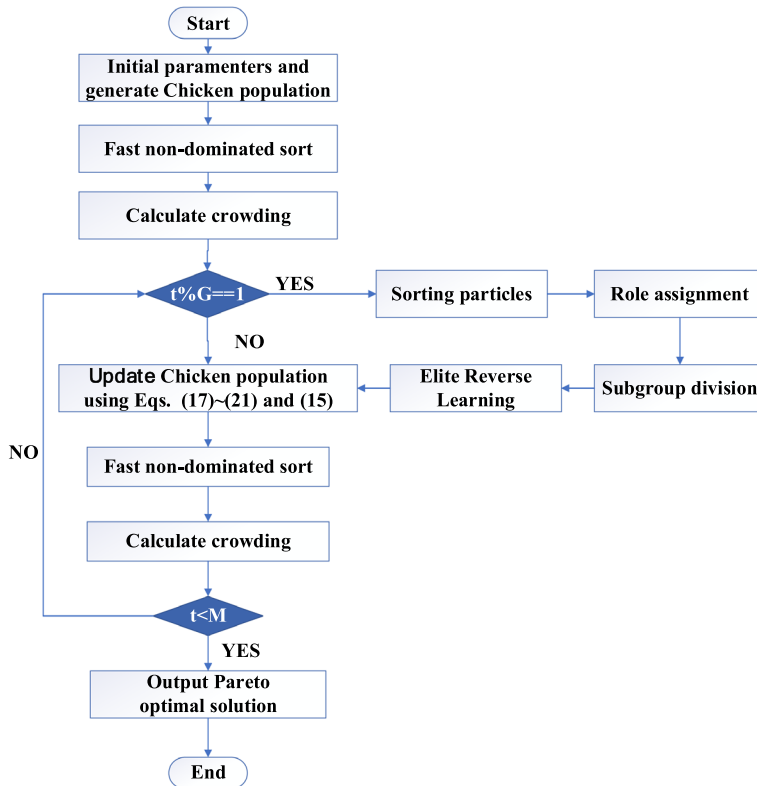 Start
Initial paramenters and
generate Chicken population
Fast non-dominated sort
Calculate crowding
t%G==1
YES
Sorting particles
Role assignment
NO
Update Chicken population
using Eqs. (17)~(21) and (15)
Elite Reverse
Learning
Subgroup division
NO
Fast non-dominated sort
Calculate crowding
t<M
YES
Output Pareto
optimal solution
End